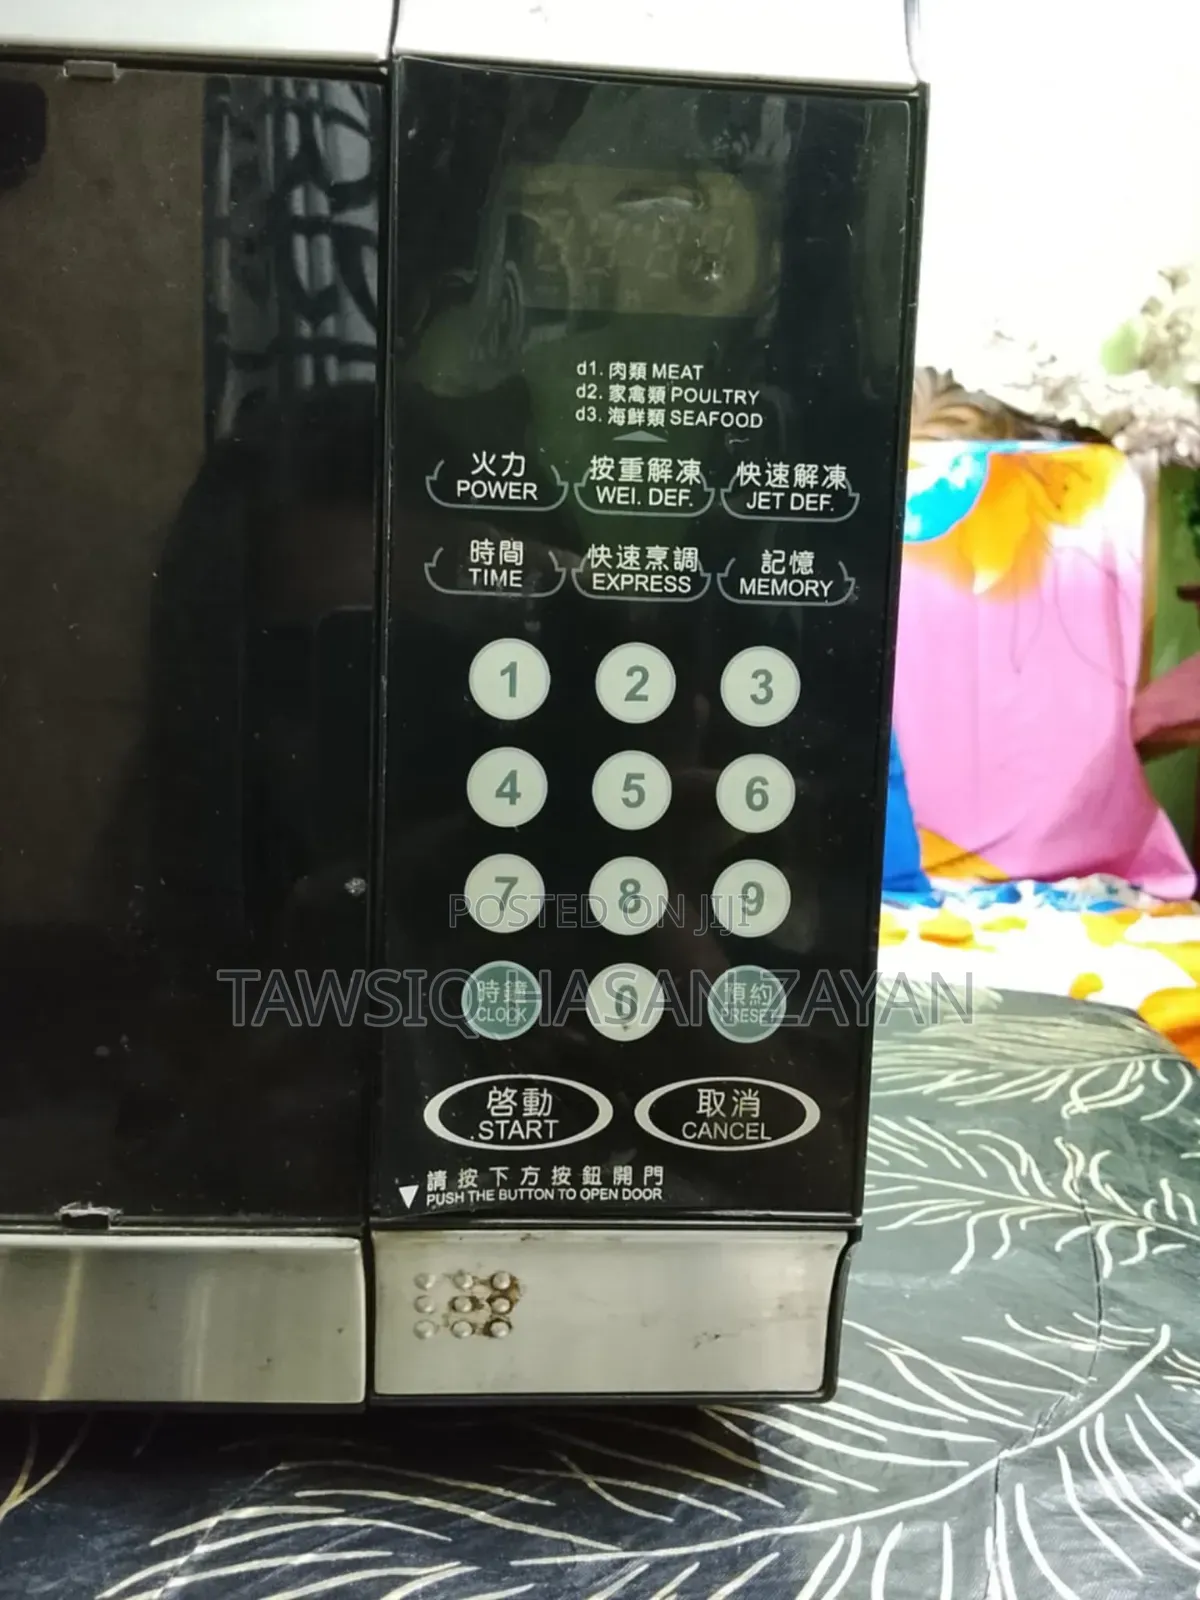 d1. 肉類 MEAT
d2. 家禽類 POULTRY
d3. 海鮮類 SEAFOOD
火力 按重解凍 快速解凍
POWER WEI. DEF. JET DEF.
時間 快速烹調 記憶
TIME EXPRESS MEMORY
1 2 3
4 5 6
7 8 9
POSTED ON JIJI
TAWSIQ HASAN ZAYAN
時鐘 0 預約
CLOCK PRESET
啓動 取消
START CANCEL
請按下方按鈕開門
PUSH THE BUTTON TO OPEN DOOR